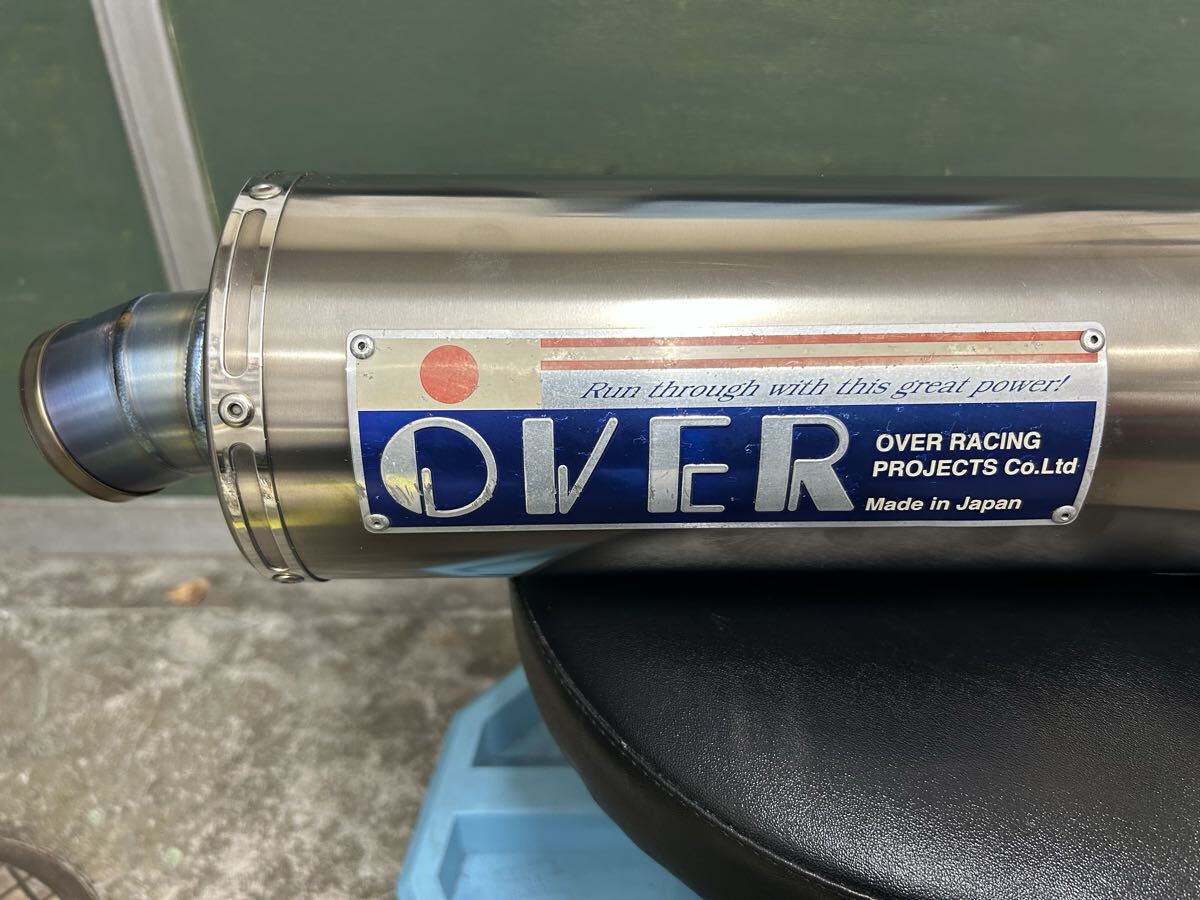 Run through with this great power!
OVER
OVER RACING
PROJECTS Co.Ltd
Made in Japan